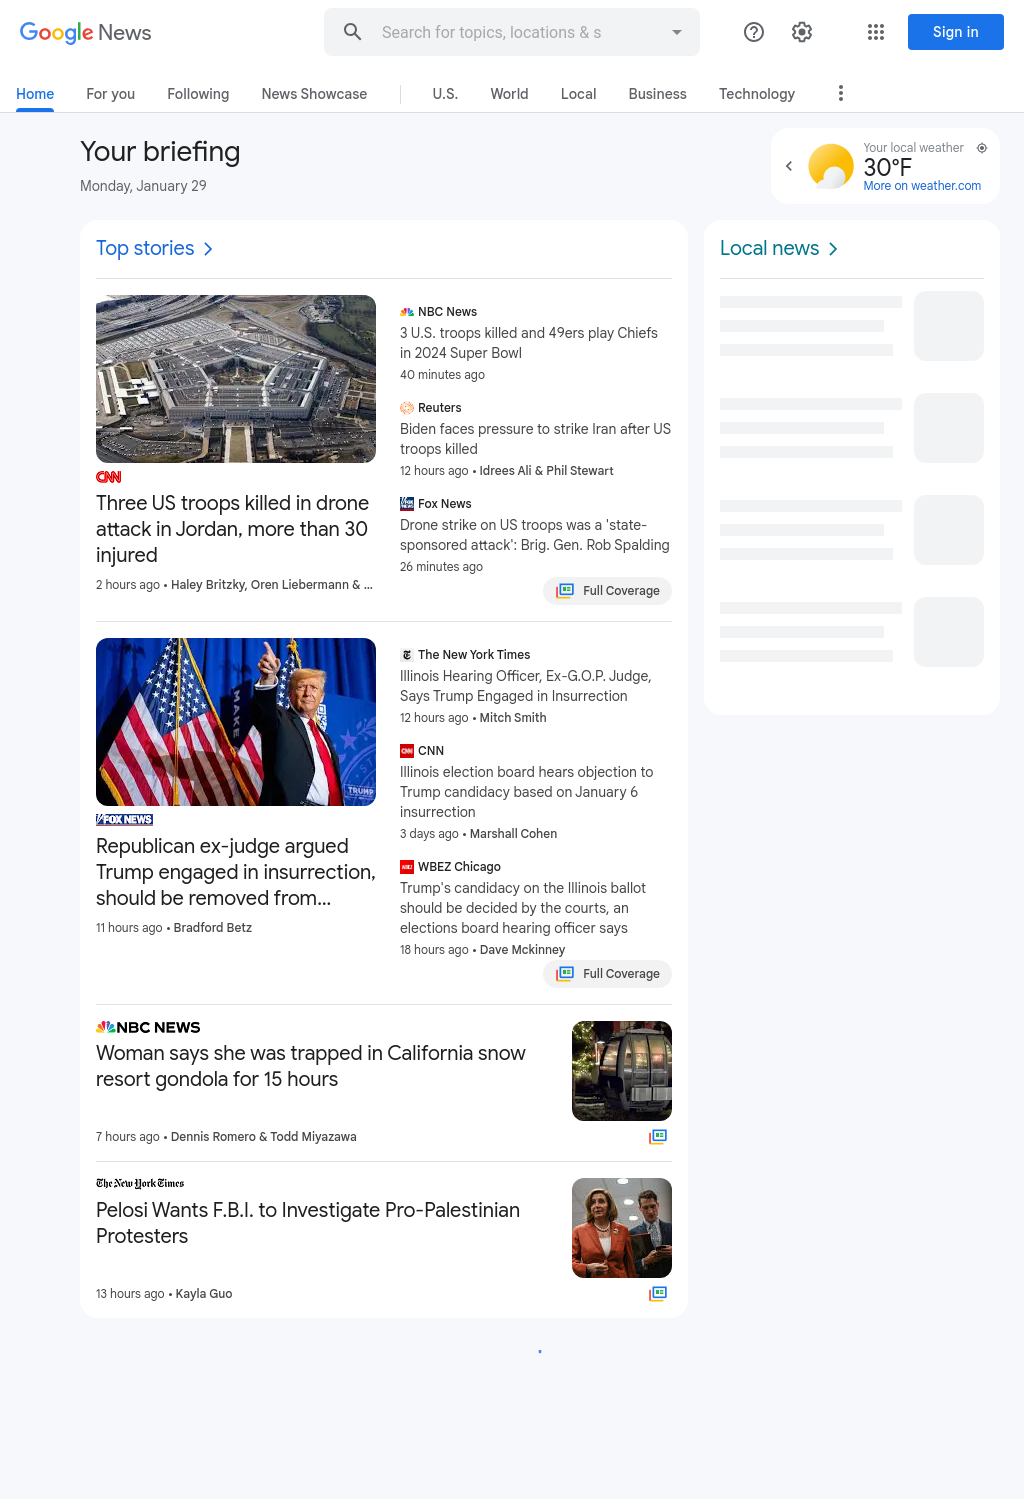 Google News
Search for topics, locations & s
Sign in
Home
For you
Following
News Showcase
U.S.
World
Local
Business
Technology
Your briefing
Monday, January 29
Your local weather
30°F
More on weather.com
Top stories
CNN
Three US troops killed in drone
attack in Jordan, more than 30
injured
2 hours ago • Haley Britzky, Oren Liebermann & ...
NBC News
3 U.S. troops killed and 49ers play Chiefs
in 2024 Super Bowl
40 minutes ago
Reuters
Biden faces pressure to strike Iran after US
troops killed
12 hours ago • Idrees Ali & Phil Stewart
Fox News
Drone strike on US troops was a 'state-
sponsored attack': Brig. Gen. Rob Spalding
26 minutes ago
Full Coverage
MAKE
TRUMP
FOX NEWS
Republican ex-judge argued
Trump engaged in insurrection,
should be removed from...
11 hours ago • Bradford Betz
The New York Times
Illinois Hearing Officer, Ex-G.O.P. Judge,
Says Trump Engaged in Insurrection
12 hours ago • Mitch Smith
CNN
Illinois election board hears objection to
Trump candidacy based on January 6
insurrection
3 days ago • Marshall Cohen
WBEZ Chicago
Trump's candidacy on the Illinois ballot
should be decided by the courts, an
elections board hearing officer says
18 hours ago • Dave Mckinney
Full Coverage
NBC NEWS
Woman says she was trapped in California snow
resort gondola for 15 hours
7 hours ago • Dennis Romero & Todd Miyazawa
The New York Times
Pelosi Wants F.B.I. to Investigate Pro-Palestinian
Protesters
13 hours ago • Kayla Guo
Local news